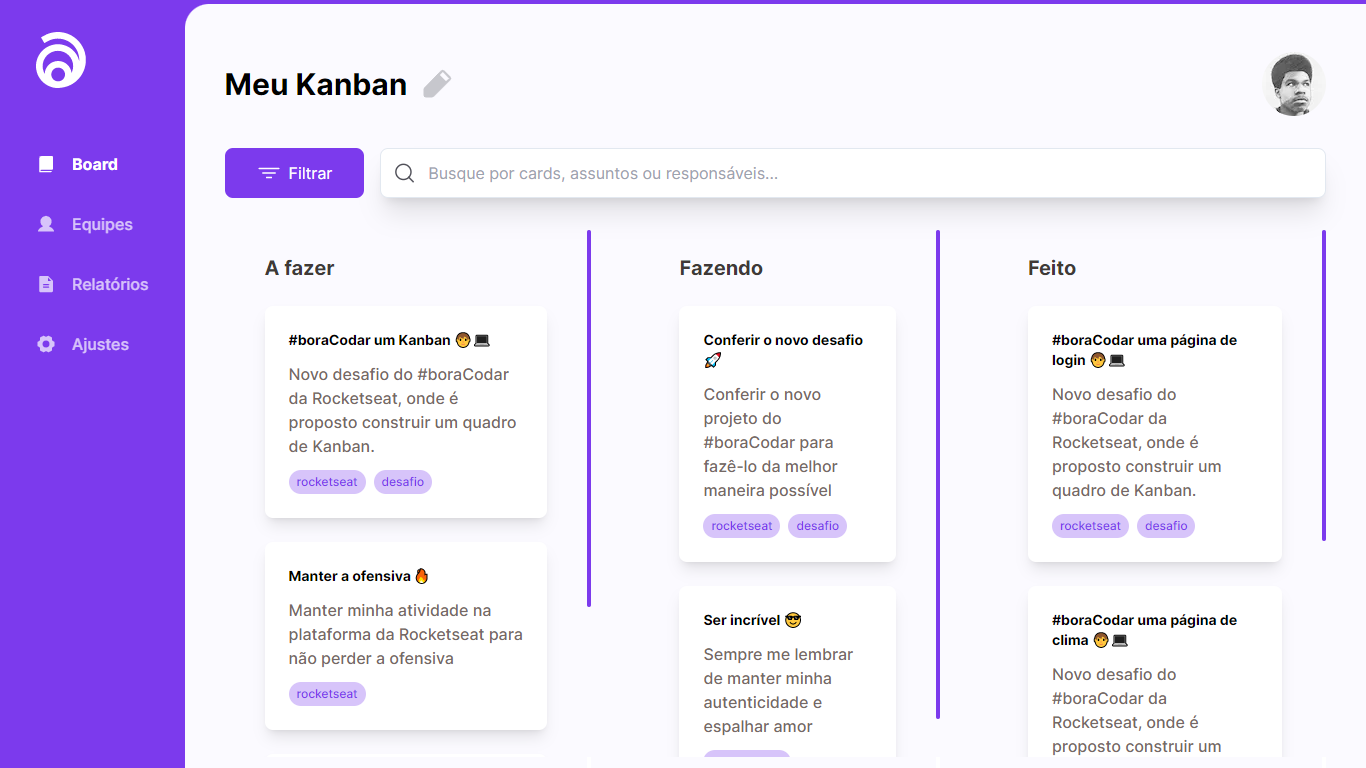 Meu Kanban
Board
Equipes
Relatórios
Ajustes
Filtrar
Busque por cards, assuntos ou responsáveis...
A fazer
#boraCodar um Kanban 🧑💻
Novo desafio do #boraCodar
da Rocketseat, onde é
proposto construir um quadro
de Kanban.
rocketseat desafio
Manter a ofensiva 🔥
Manter minha atividade na
plataforma da Rocketseat para
não perder a ofensiva
rocketseat
Fazendo
Conferir o novo desafio
🚀
Conferir o novo
projeto do
#boraCodar para
fazê-lo da melhor
maneira possível
rocketseat desafio
Ser incrível 😎
Sempre me lembrar
de manter minha
autenticidade e
espalhar amor
Feito
#boraCodar uma página de
login 🧑💻
Novo desafio do
#boraCodar da
Rocketseat, onde é
proposto construir um
quadro de Kanban.
rocketseat desafio
#boraCodar uma página de
clima 🧑💻
Novo desafio do
#boraCodar da
Rocketseat, onde é
proposto construir um